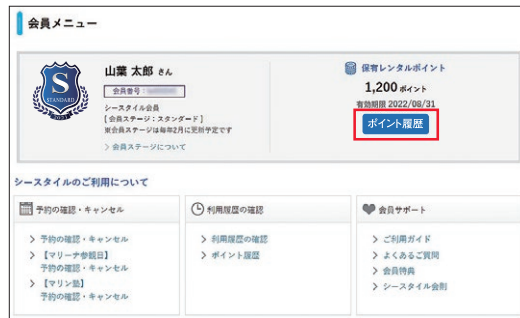 会員メニュー
S
STANDARD
山葉 太郎 さん
会員番号:
シースタイル会員
[ 会員ステージ:スタンダード ]
※会員ステージは毎年2月に更新予定です
> 会員ステージについて
保有レンタルポイント
1,200 ポイント
有効期限 2022/08/31
ポイント履歴
シースタイルのご利用について
予約の確認・キャンセル
> 予約の確認・キャンセル
> 【マリーナ参観日】
予約の確認・キャンセル
> 【マリン塾】
予約の確認・キャンセル
利用履歴の確認
> 利用履歴の確認
> ポイント履歴
会員サポート
> ご利用ガイド
> よくあるご質問
> 会員特典
> シースタイル会則